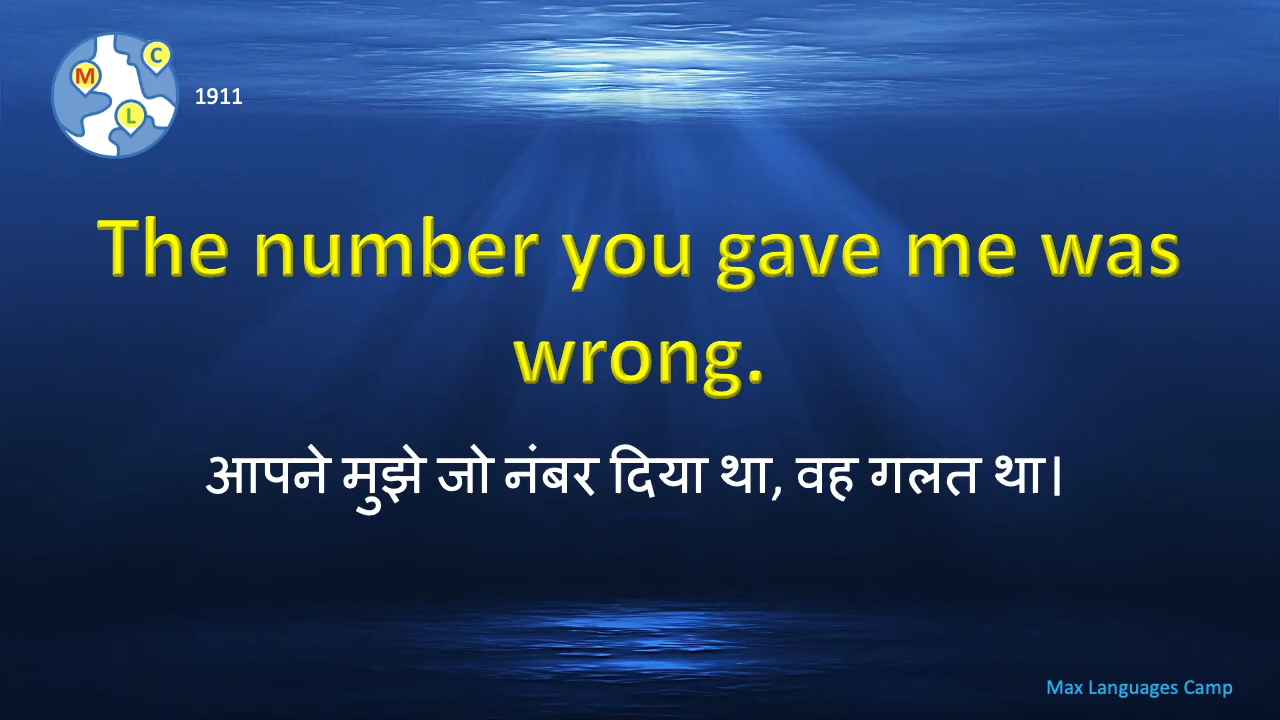 C
M
L
1911
The number you gave me was
wrong.
आपने मुझे जो नंबर दिया था, वह गलत था।
Max Languages Camp